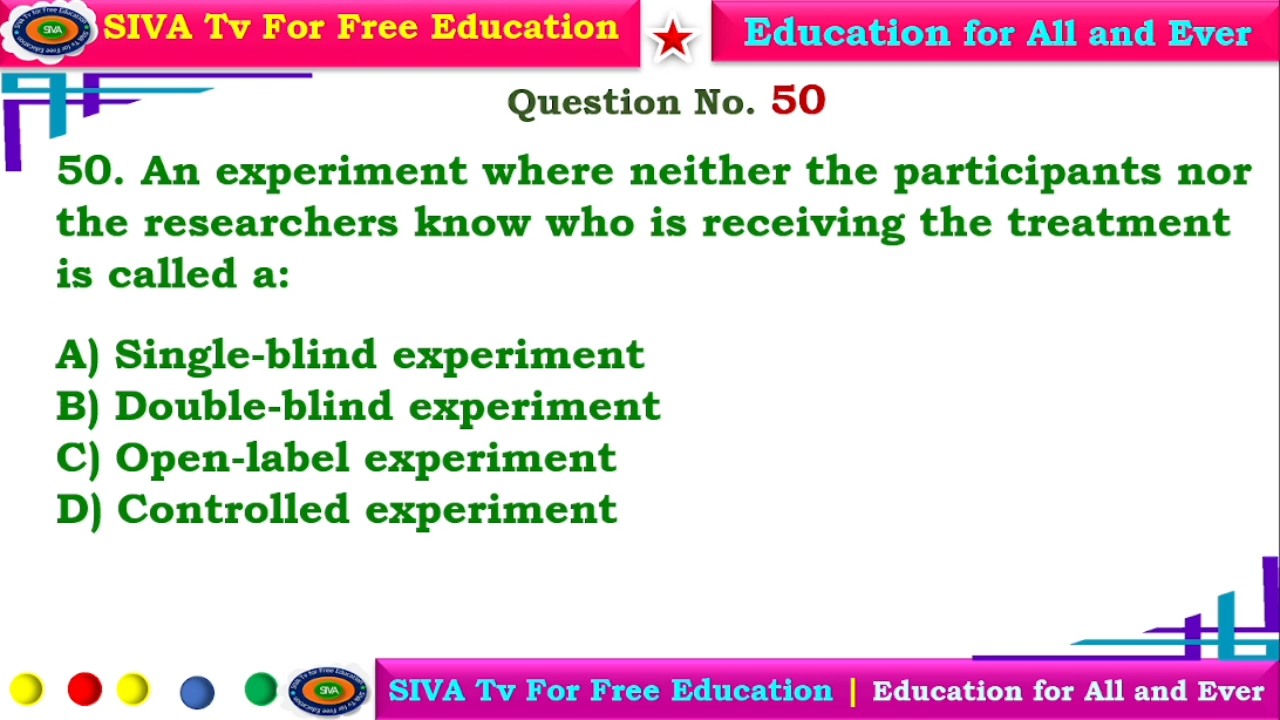 SIVA Tv For Free Education
Education for All and Ever
Question No. 50
50. An experiment where neither the participants nor
the researchers know who is receiving the treatment
is called a:
A) Single-blind experiment
B) Double-blind experiment
C) Open-label experiment
D) Controlled experiment
SIVA Tv For Free Education | Education for All and Ever
SIVA
SIVA